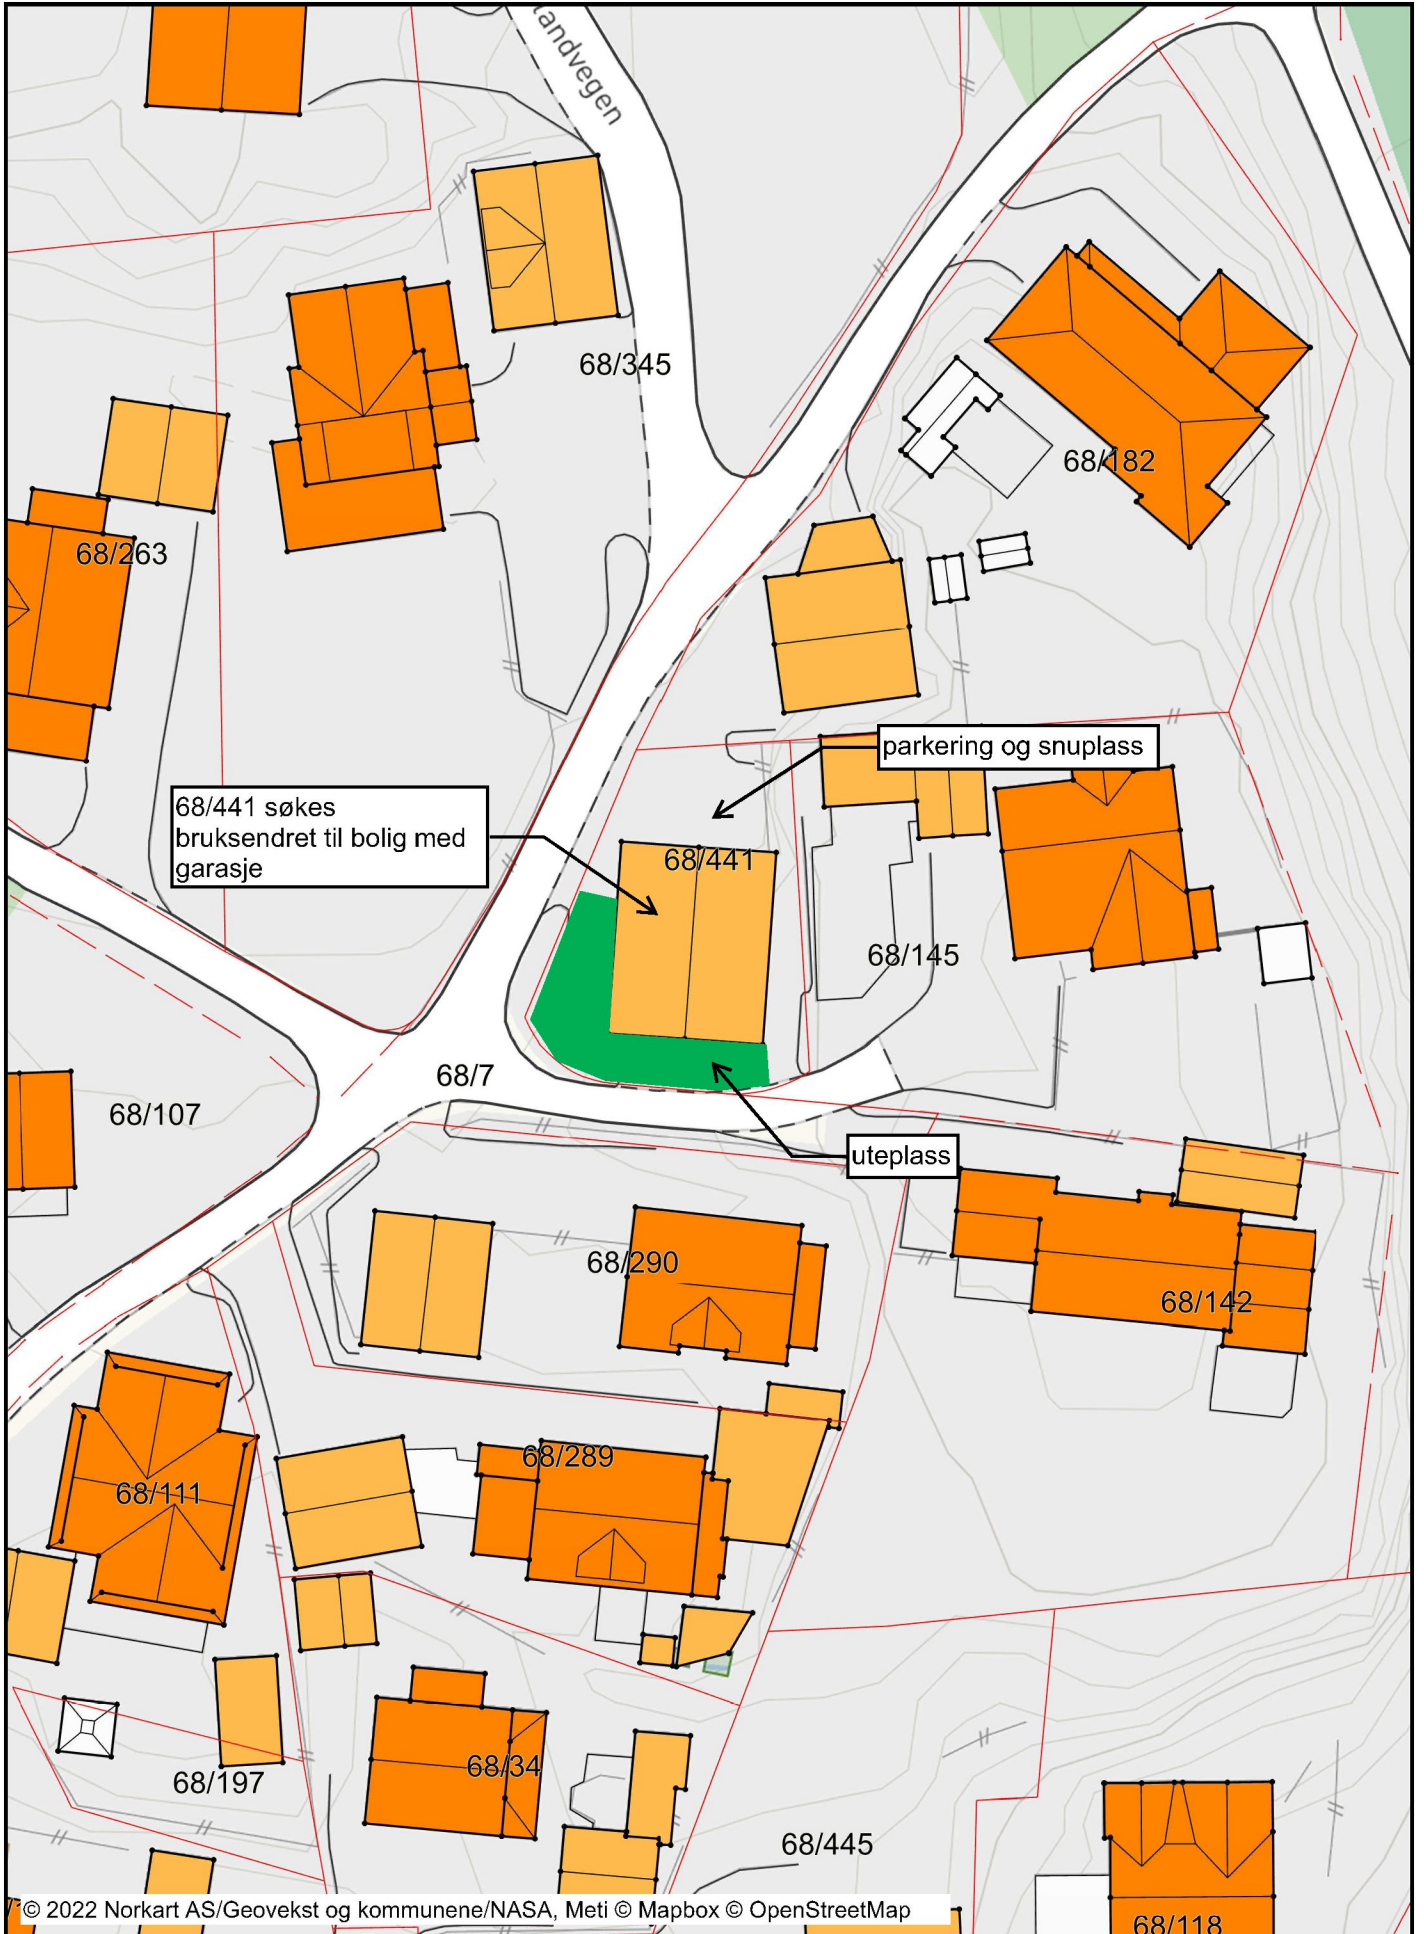 68/345
68/182
68/263
parkering og snuplass
68/441 søkes
bruksendret til bolig med
garasje
68/441
68/145
68/7
68/107
uteplass
68/290
68/142
68/289
68/111
68/34
68/197
68/445
© 2022 Norkart AS/Geovekst og kommunene/NASA, Meti © Mapbox © OpenStreetMap
68/118